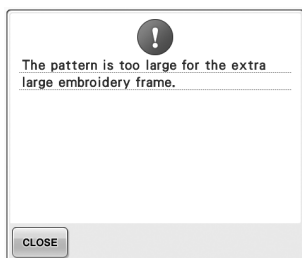 The pattern is too large for the extra
large embroidery frame.
CLOSE